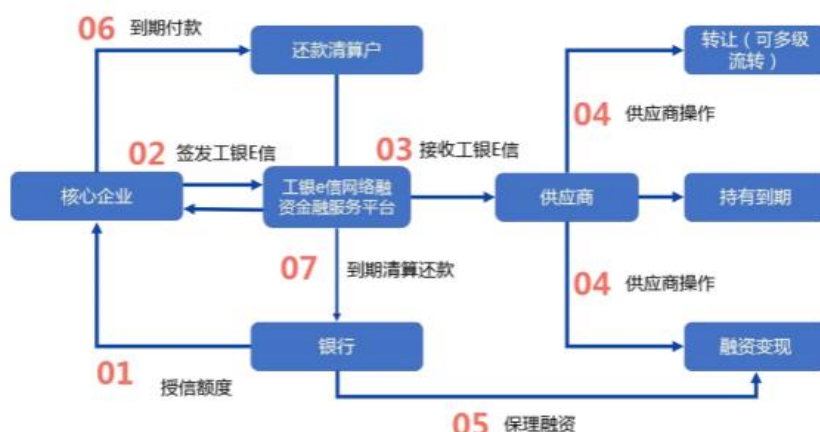 06 到期付款
还款清算户
转让（可多级
流转）
04 供应商操作
02 签发工银E信
03 接收工银E信
核心企业
工银e信网络融
资金融服务平台
供应商
持有到期
07 到期清算还款
04 供应商操作
银行
融资变现
01 授信额度
05 保理融资